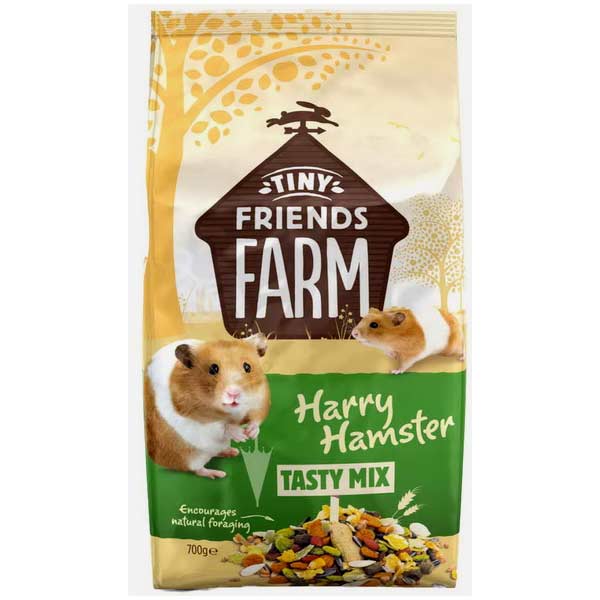 TINY
FRIENDS
FARM
Harry
Hamster
TASTY MIX
Encourages
natural foraging
700g℮